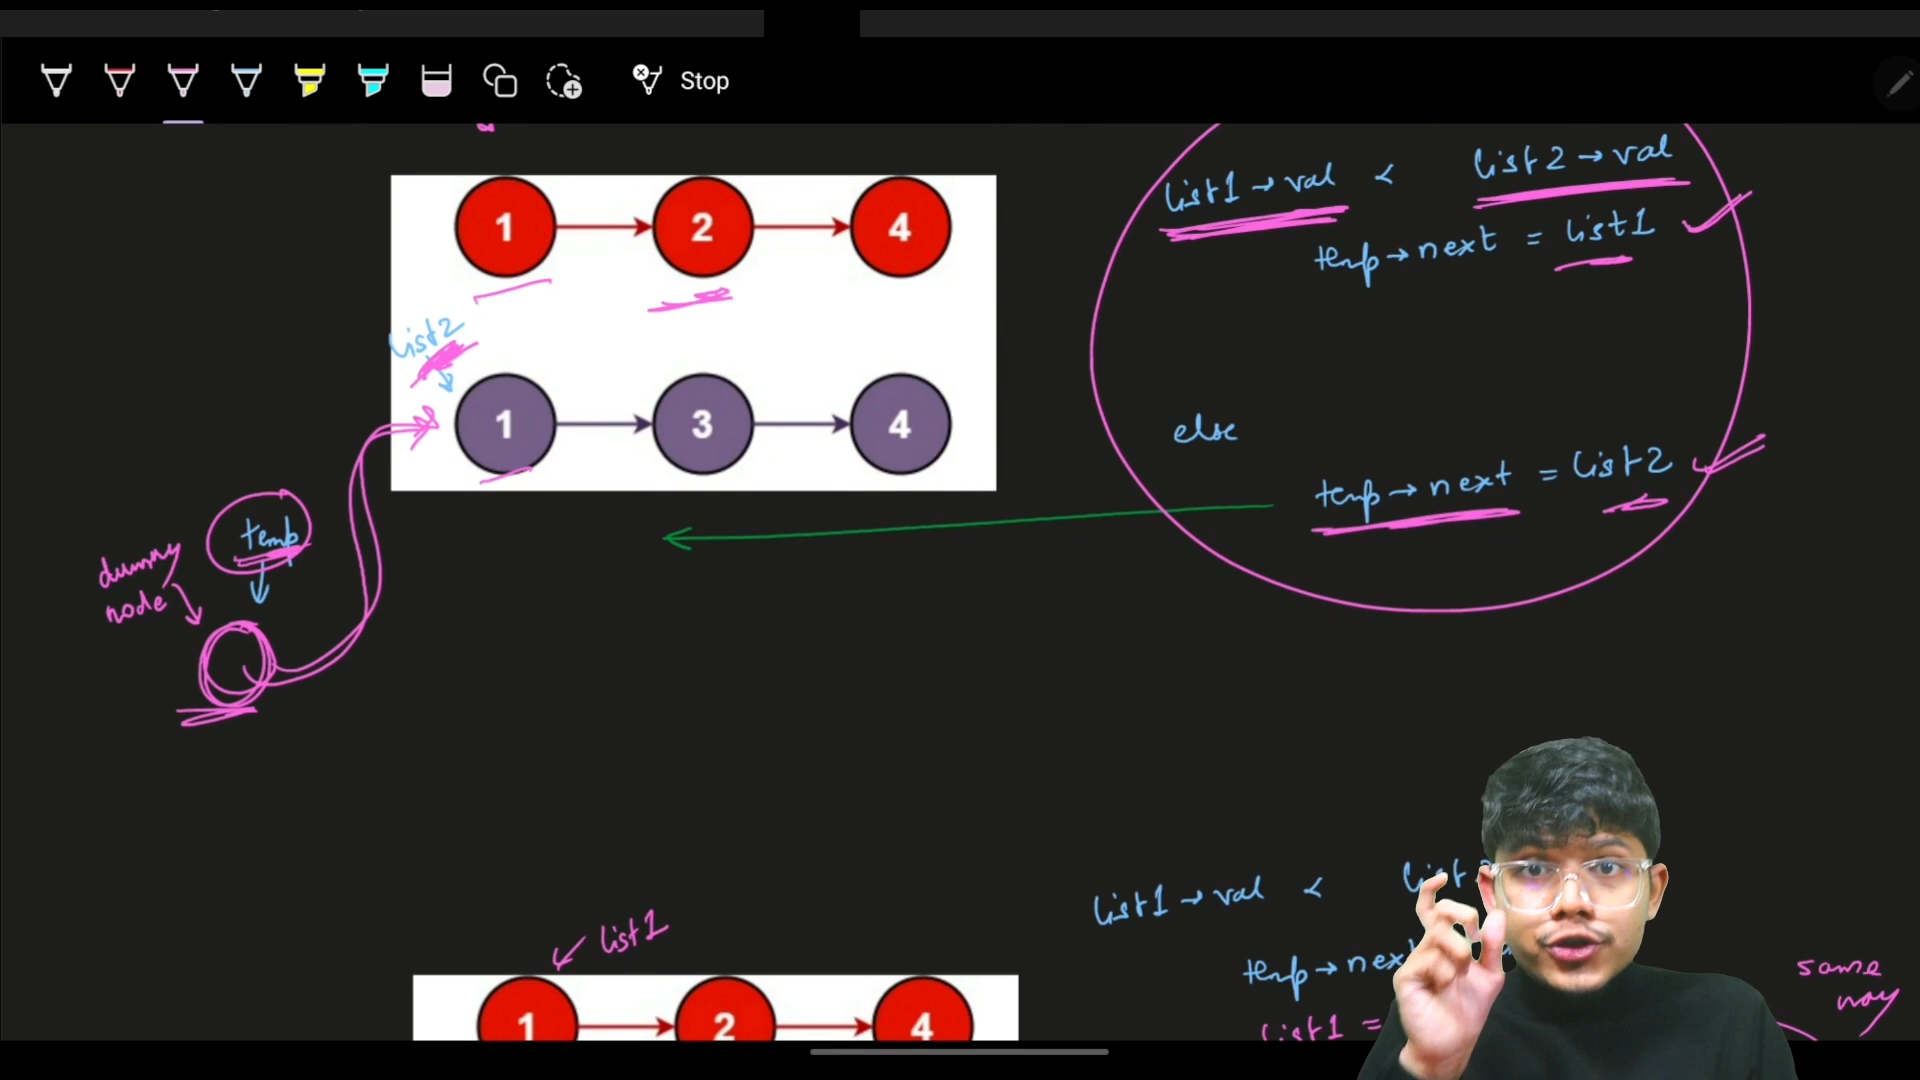 Stop
list1 → val < list2 → val
temp → next = list1
1 2 4
list2
1 3 4
else
temp → next = list2
temp
dummy
node
list1
list1 → val <
temp →
same
way
list1 =
1 2 4